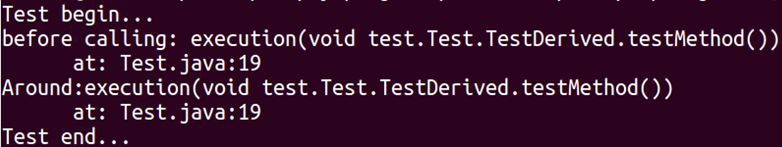 Test begin...
before calling: execution(void test.Test.TestDerived.testMethod())
at: Test.java:19
Around:execution(void test.Test.TestDerived.testMethod())
at: Test.java:19
Test end...